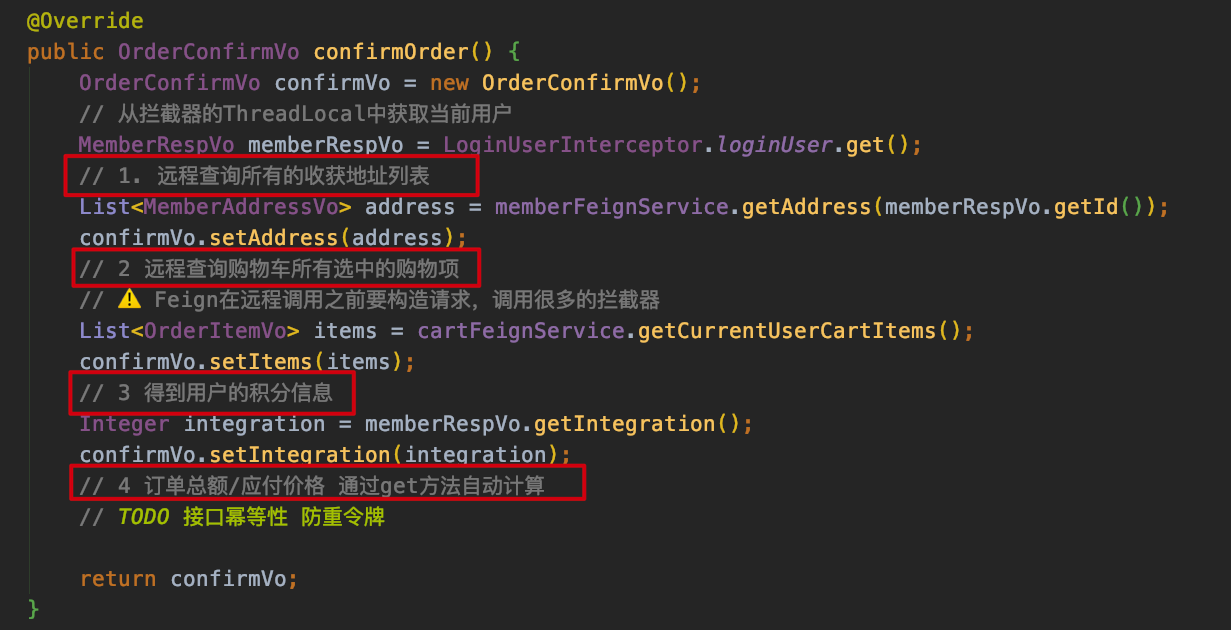 @Override
public OrderConfirmVo confirmOrder() {
OrderConfirmVo confirmVo = new OrderConfirmVo();
// 从拦截器的ThreadLocal中获取当前用户
MemberRespVo memberRespVo = LoginUserInterceptor.loginUser.get();
// 1. 远程查询所有的收获地址列表
List<MemberAddressVo> address = memberFeignService.getAddress(memberRespVo.getId());
confirmVo.setAddress(address);
// 2 远程查询购物车所有选中的购物项
// ⚠️ Feign在远程调用之前要构造请求，调用很多的拦截器
List<OrderItemVo> items = cartFeignService.getCurrentUserCartItems();
confirmVo.setItems(items);
// 3 得到用户的积分信息
Integer integration = memberRespVo.getIntegration();
confirmVo.setIntegration(integration);
// 4 订单总额/应付价格 通过get方法自动计算
// TODO 接口幂等性 防重令牌
return confirmVo;
}